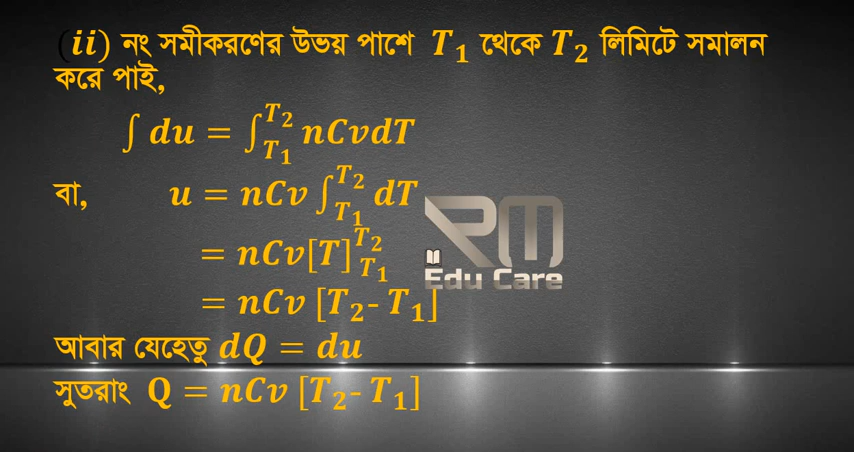 (ii) নং সমীকরণের উভয় পাশে T₁ থেকে T₂ লিমিটে সমালন
করে পাই,
∫ du = ∫_{T₁}^{T₂} nCvdT
বা, u = nCv ∫_{T₁}^{T₂} dT
= nCv[T]_{T₁}^{T₂}
= nCv [T₂- T₁]
RM
Edu Care
আবার যেহেতু dQ = du
সুতরাং Q = nCv [T₂- T₁]